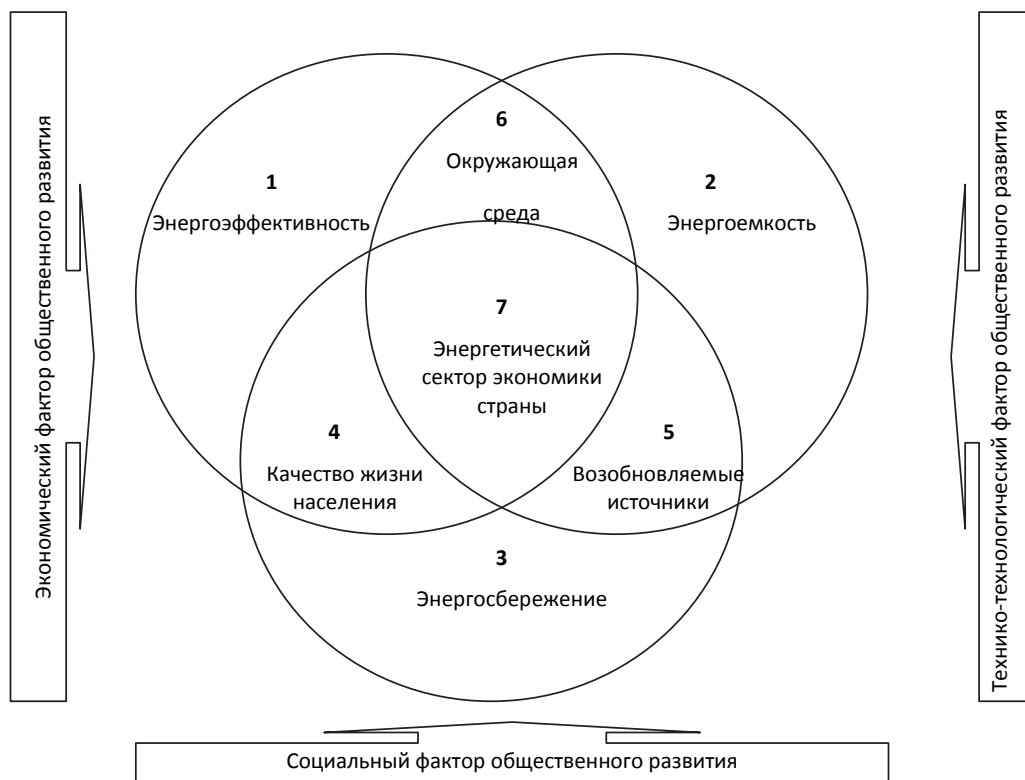 Экономический фактор общественного развития
1
Энергоэффективность
6
Окружающая
среда
2
Энергоемкость
7
Энергетический
сектор экономики
страны
4
Качество жизни
населения
5
Возобновляемые
источники
3
Энергосбережение
Технико-технологический фактор общественного развития
Социальный фактор общественного развития